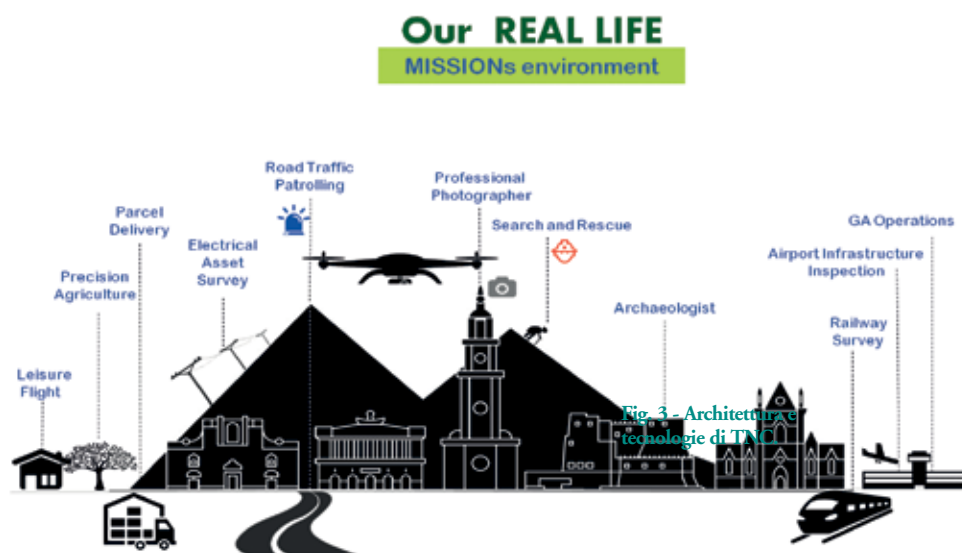 Our REAL LIFE
MISSIONs environment
Road Traffic
Patrolling
Professional
Photographer
Parcel
Delivery
Search and Rescue
GA Operations
Electrical
Asset
Survey
Airport Infrastructure
Inspection
Precision
Agriculture
Archaeologist
Railway
Survey
Leisure
Flight
Fig. 3 - Architettura e
tecnologie di TNC.